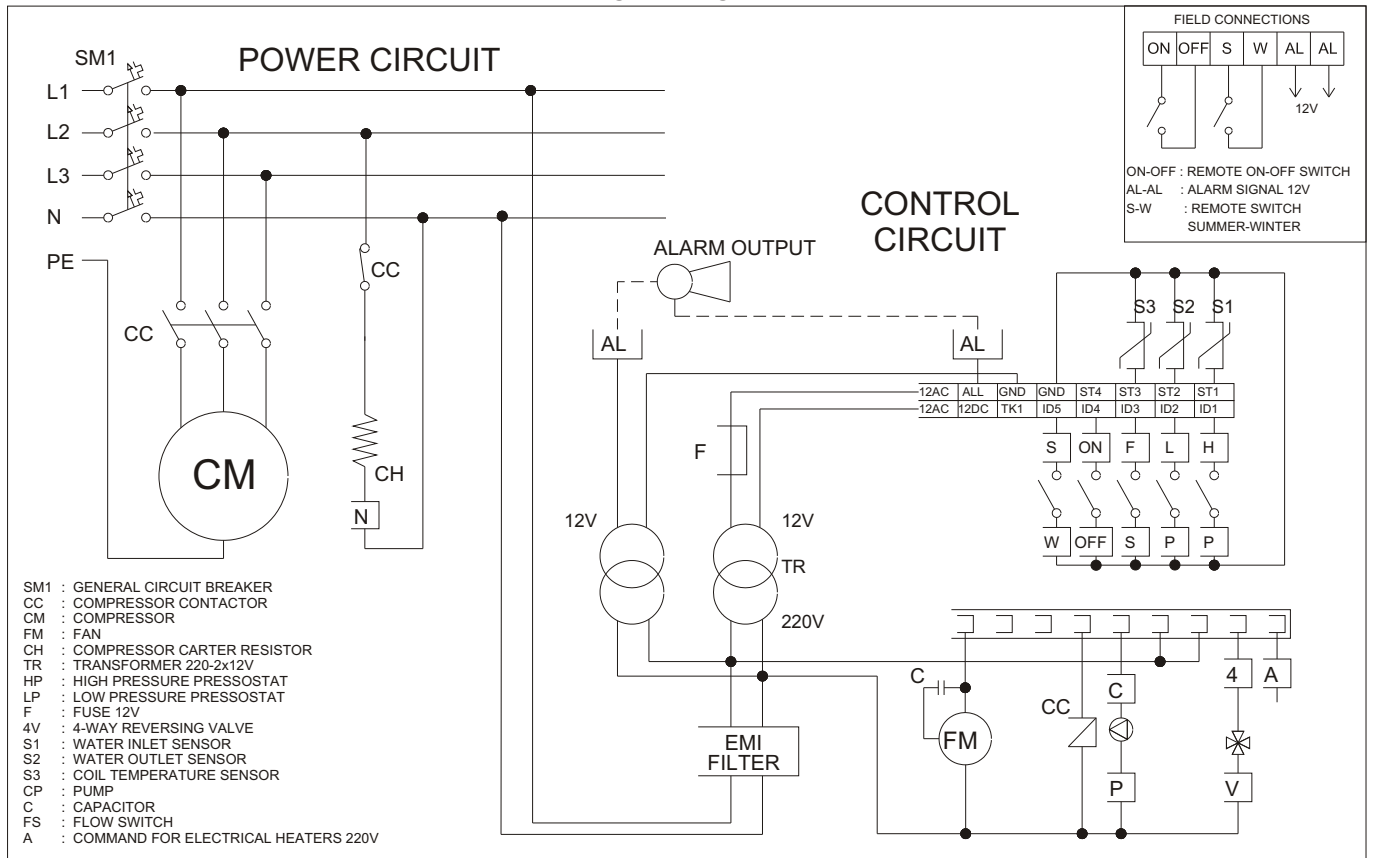 FIELD CONNECTIONS
ON OFF S W AL AL
12V
ON-OFF : REMOTE ON-OFF SWITCH
AL-AL : ALARM SIGNAL 12V
S-W : REMOTE SWITCH
SUMMER-WINTER
POWER CIRCUIT
SM1
L1
L2
L3
N
PE
CC
CC
CM
CH
N
CONTROL
CIRCUIT
ALARM OUTPUT
AL
AL
S3 S2 S1
12AC ALL GND GND ST4 ST3 ST2 ST1
12AC 12DC TK1 ID5 ID4 ID3 ID2 ID1
S ON F L H
W OFF S P P
F
12V
12V
TR
220V
EMI
FILTER
C
FM
CC
C
P
4
V
A
SM1 : GENERAL CIRCUIT BREAKER
CC : COMPRESSOR CONTACTOR
CM : COMPRESSOR
FM : FAN
CH : COMPRESSOR CARTER RESISTOR
TR : TRANSFORMER 220-2x12V
HP : HIGH PRESSURE PRESSOSTAT
LP : LOW PRESSURE PRESSOSTAT
F : FUSE 12V
4V : 4-WAY REVERSING VALVE
S1 : WATER INLET SENSOR
S2 : WATER OUTLET SENSOR
S3 : COIL TEMPERATURE SENSOR
CP : PUMP
C : CAPACITOR
FS : FLOW SWITCH
A : COMMAND FOR ELECTRICAL HEATERS 220V